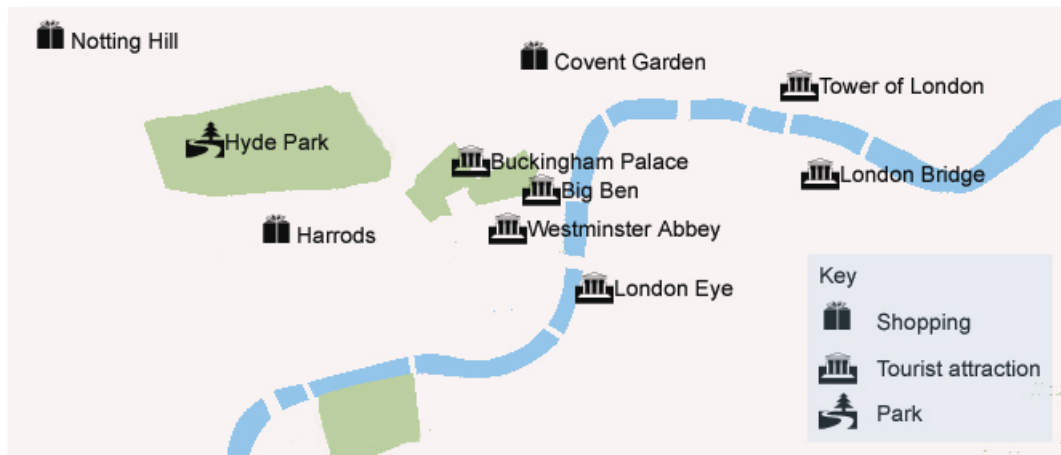 Notting Hill
Covent Garden
Tower of London
Hyde Park
Buckingham Palace
London Bridge
Big Ben
Westminster Abbey
Harrods
London Eye
Key
Shopping
Tourist attraction
Park